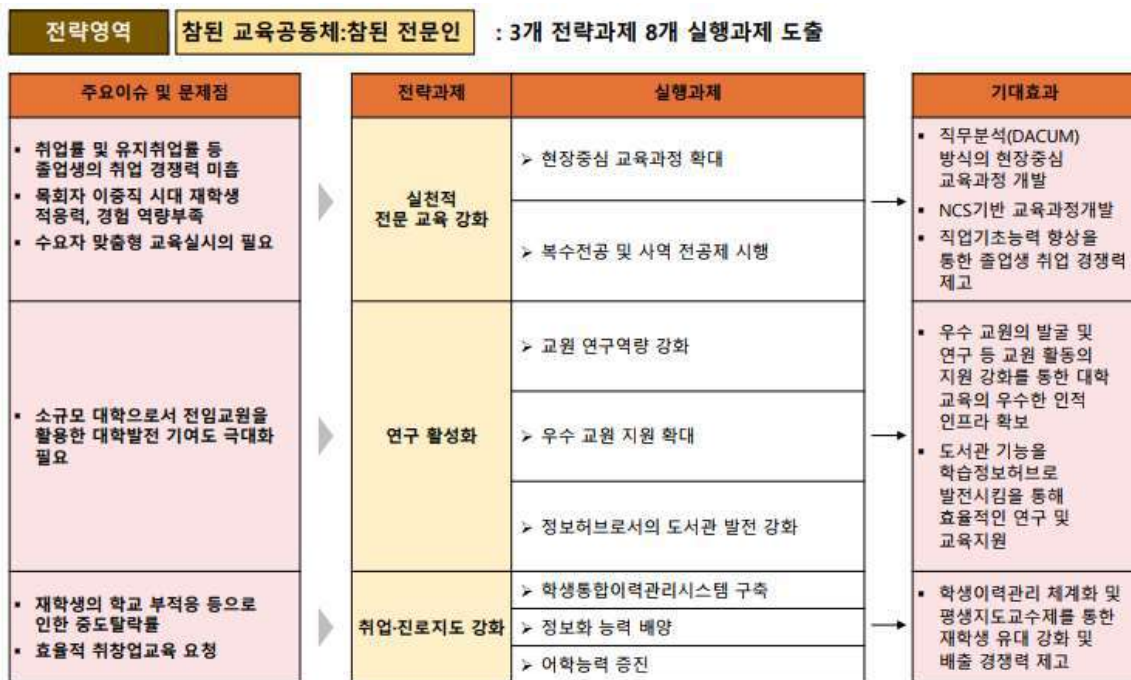 전략영역
참된 교육공동체:참된 전문인
: 3개 전략과제 8개 실행과제 도출
주요이슈 및 문제점
전략과제
실행과제
기대효과
▪ 취업률 및 유지취업률 등
졸업생의 취업 경쟁력 미흡
▪ 목회자 이중직 시대 재학생
적응력, 경험 역량부족
▪ 수요자 맞춤형 교육실시의 필요
실천적
전문 교육 강화
➢ 현장중심 교육과정 확대
➢ 복수전공 및 사역 전공제 시행
▪ 직무분석(DACUM)
방식의 현장중심
교육과정 개발
▪ NCS기반 교육과정개발
▪ 직업기초능력 향상을
통한 졸업생 취업 경쟁력
제고
▪ 소규모 대학으로서 전임교원을
활용한 대학발전 기여도 극대화
필요
연구 활성화
➢ 교원 연구역량 강화
➢ 우수 교원 지원 확대
➢ 정보허브로서의 도서관 발전 강화
▪ 우수 교원의 발굴 및
연구 등 교원 활동의
지원 강화를 통한 대학
교육의 우수한 인적
인프라 확보
▪ 도서관 기능을
학습정보허브로
발전시킴을 통해
효율적인 연구 및
교육지원
▪ 재학생의 학교 부적응 등으로
인한 중도탈락률
▪ 효율적 취창업교육 요청
취업·진로지도 강화
➢ 학생통합이력관리시스템 구축
➢ 정보화 능력 배양
➢ 어학능력 증진
▪ 학생이력관리 체계화 및
평생지도교수제를 통한
재학생 유대 강화 및
배출 경쟁력 제고